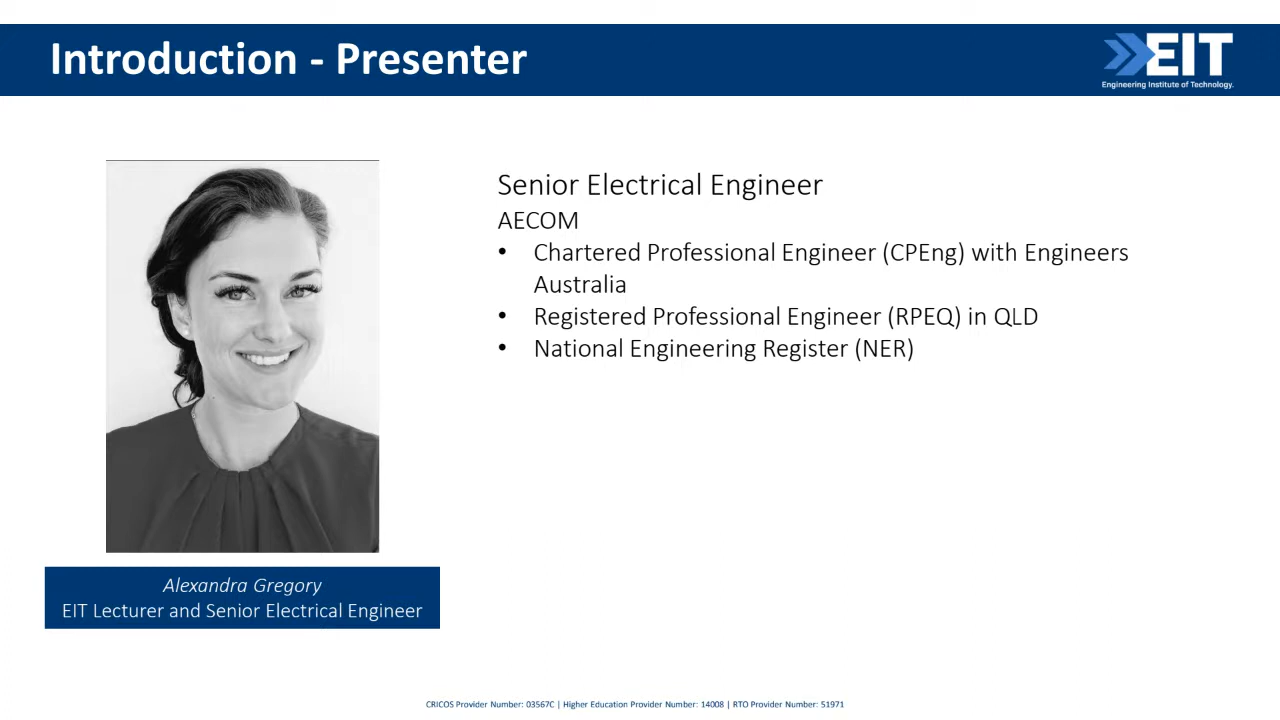 Introduction - Presenter
EIT
Engineering Institute of Technology.
Senior Electrical Engineer
AECOM
• Chartered Professional Engineer (CPEng) with Engineers
Australia
• Registered Professional Engineer (RPEQ) in QLD
• National Engineering Register (NER)
Alexandra Gregory
EIT Lecturer and Senior Electrical Engineer
CRICOS Provider Number: 03567C | Higher Education Provider Number: 14008 | RTO Provider Number: 51971